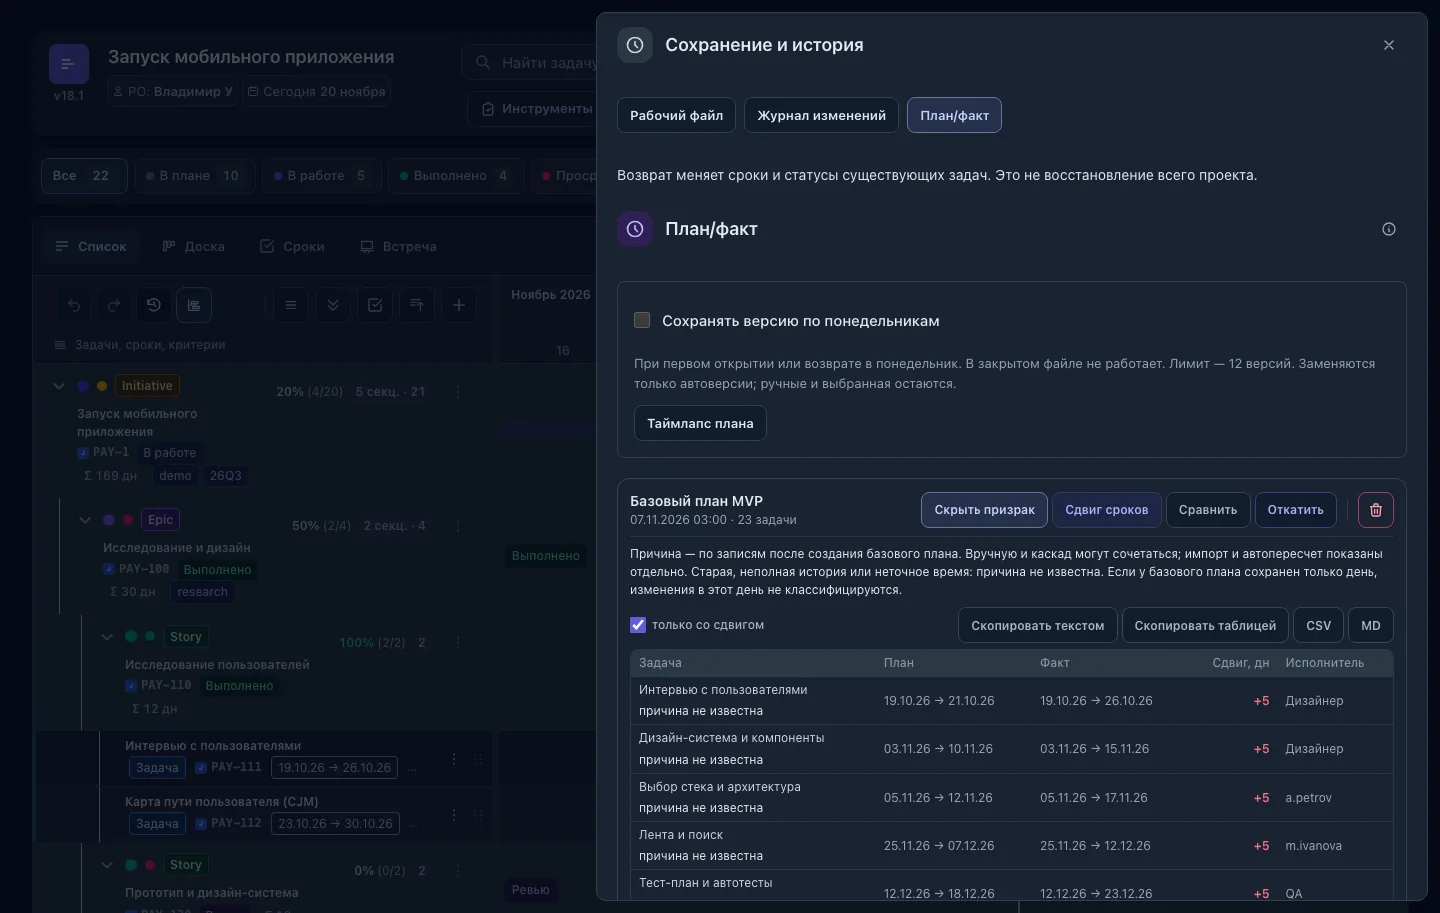 Запуск мобильного приложения
v18.1
PO: Владимир У
Сегодня 20 ноября
Найти задачу
Инструменты
Все 22
В плане 10
В работе 5
Выполнено 4
Проср
Список
Доска
Сроки
Встреча
Задачи, сроки, критерии
Ноябрь 2026
16
Initiative
20% (4/20) 5 секц. · 21
Запуск мобильного
приложения
PAY-1 В работе
Σ 169 дн demo 26Q3
Epic
50% (2/4) 2 секц. · 4
Исследование и дизайн
PAY-100 Выполнено
Σ 30 дн research
Выполнено
Story
100% (2/2) 2
Исследование пользователей
PAY-110 Выполнено
Σ 12 дн
Интервью с пользователями
Задача PAY-111 19.10.26 → 26.10.26 ...
Карта пути пользователя (CJM)
Задача PAY-112 23.10.26 → 30.10.26 ...
Story
0% (0/2) 2
Прототип и дизайн-система
Ревью
Сохранение и история
Рабочий файл
Журнал изменений
План/факт
Возврат меняет сроки и статусы существующих задач. Это не восстановление всего проекта.
План/факт
Сохранять версию по понедельникам
При первом открытии или возврате в понедельник. В закрытом файле не работает. Лимит — 12 версий. Заменяются
только автоверсии; ручные и выбранная остаются.
Таймлапс плана
Базовый план MVP
07.11.2026 03:00 · 23 задачи
Скрыть призрак
Сдвиг сроков
Сравнить
Откатить
Причина — по записям после создания базового плана. Вручную и каскад могут сочетаться; импорт и автопересчет показаны
отдельно. Старая, неполная история или неточное время: причина не известна. Если у базового плана сохранен только день,
изменения в этот день не классифицируются.
только со сдвигом
Скопировать текстом
Скопировать таблицей
CSV
MD
Задача План Факт Сдвиг, дн Исполнитель
Интервью с пользователями
причина не известна
19.10.26 → 21.10.26 19.10.26 → 26.10.26 +5 Дизайнер
Дизайн-система и компоненты
причина не известна
03.11.26 → 10.11.26 03.11.26 → 15.11.26 +5 Дизайнер
Выбор стека и архитектура
причина не известна
05.11.26 → 12.11.26 05.11.26 → 17.11.26 +5 a.petrov
Лента и поиск
причина не известна
25.11.26 → 07.12.26 25.11.26 → 12.12.26 +5 m.ivanova
Тест-план и автотесты
12.12.26 → 18.12.26 12.12.26 → 23.12.26 +5 QA